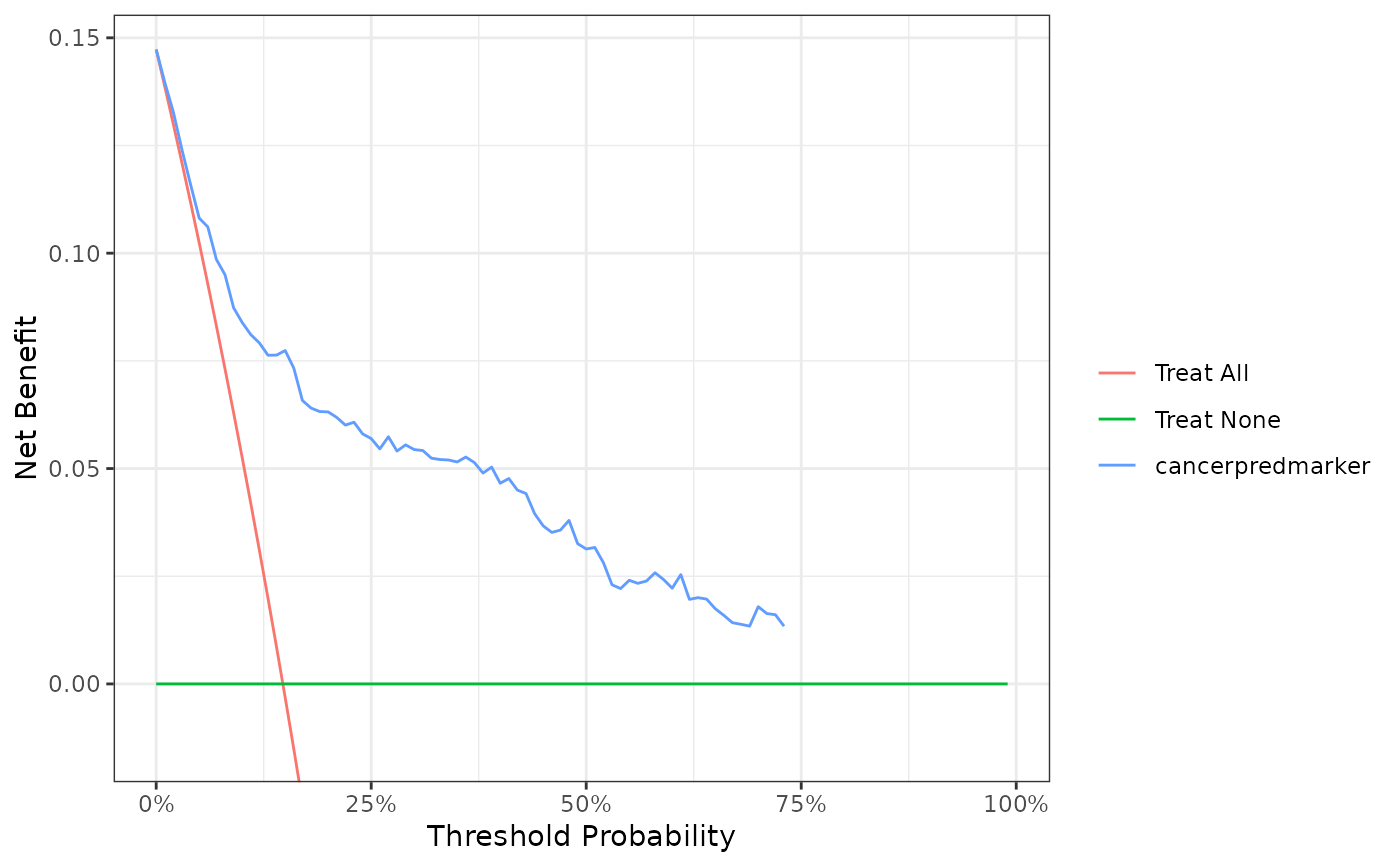 0.15
0.10
0.05
0.00
Net Benefit
0%
25%
50%
75%
100%
Threshold Probability
Treat All
Treat None
cancerpredmarker